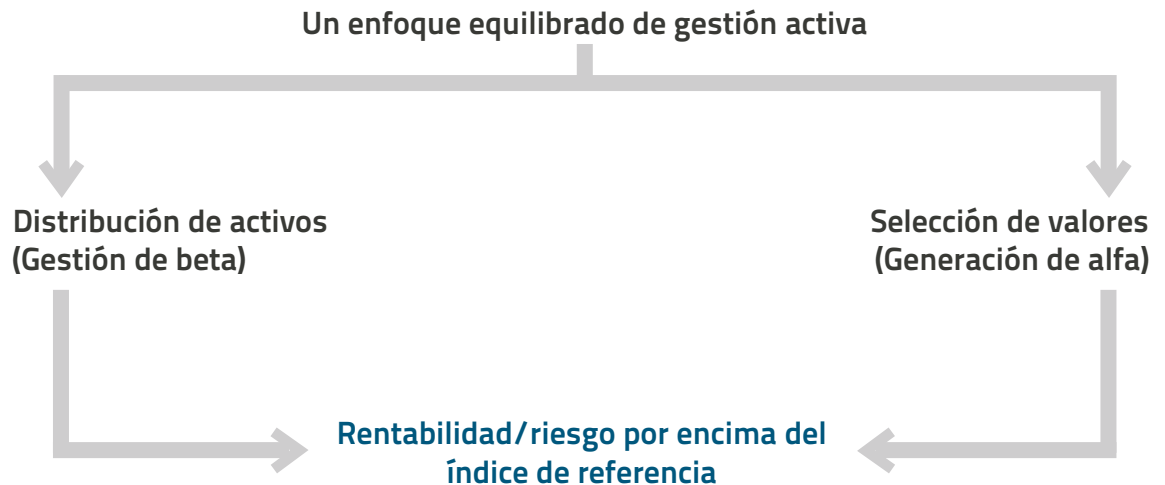 Un enfoque equilibrado de gestión activa
Distribución de activos
(Gestión de beta)
Selección de valores
(Generación de alfa)
Rentabilidad/riesgo por encima del
índice de referencia